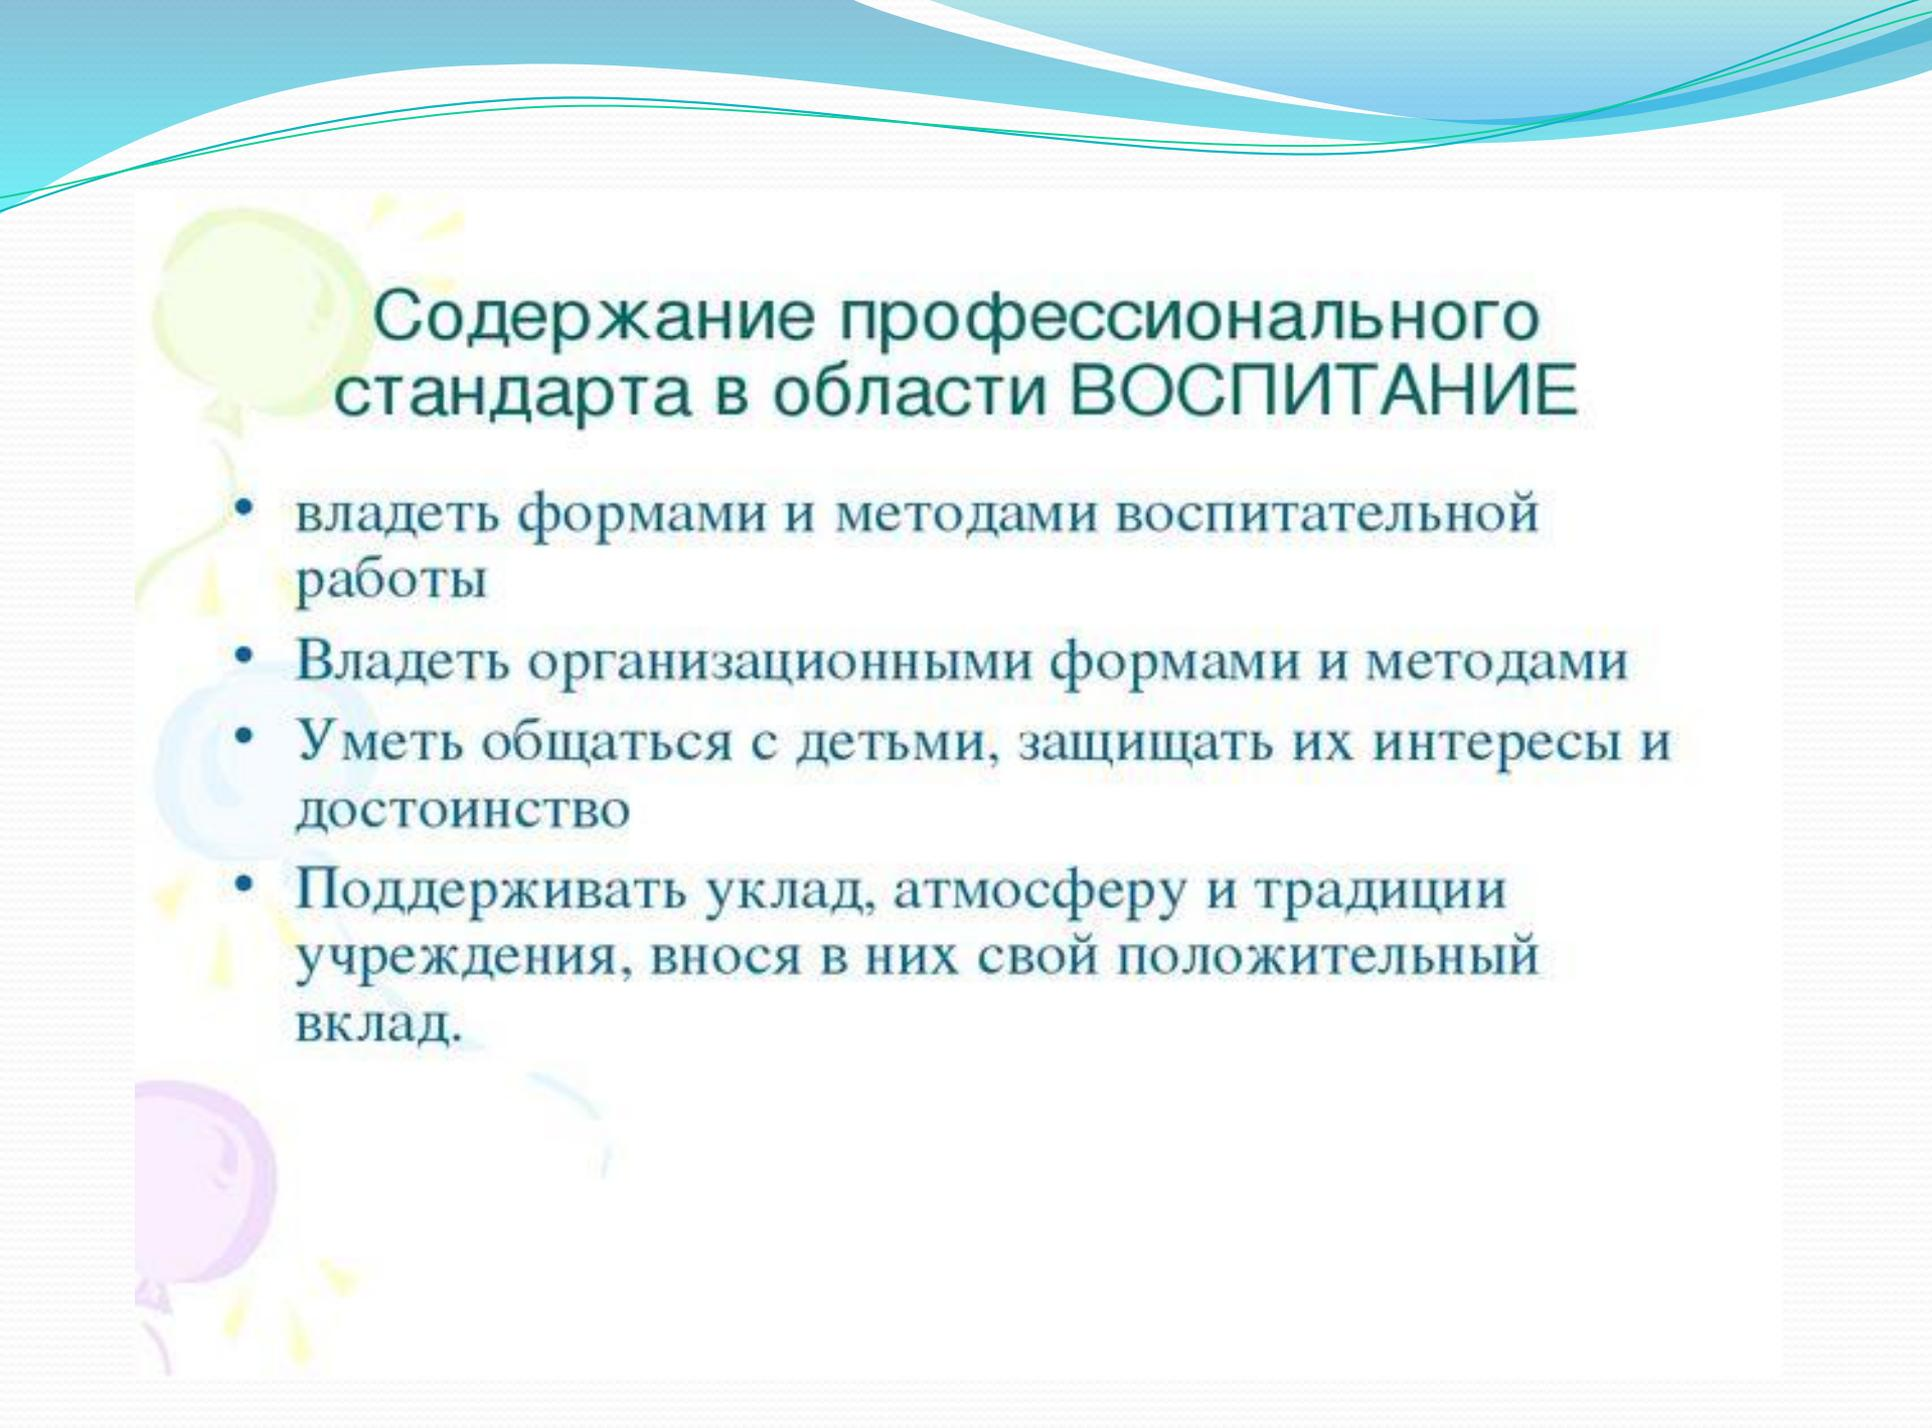 Содержание профессионального
стандарта в области ВОСПИТАНИЕ
• владеть формами и методами воспитательной
работы
• Владеть организационными формами и методами
• Уметь общаться с детьми, защищать их интересы и
достоинство
• Поддерживать уклад, атмосферу и традиции
учреждения, внося в них свой положительный
вклад.